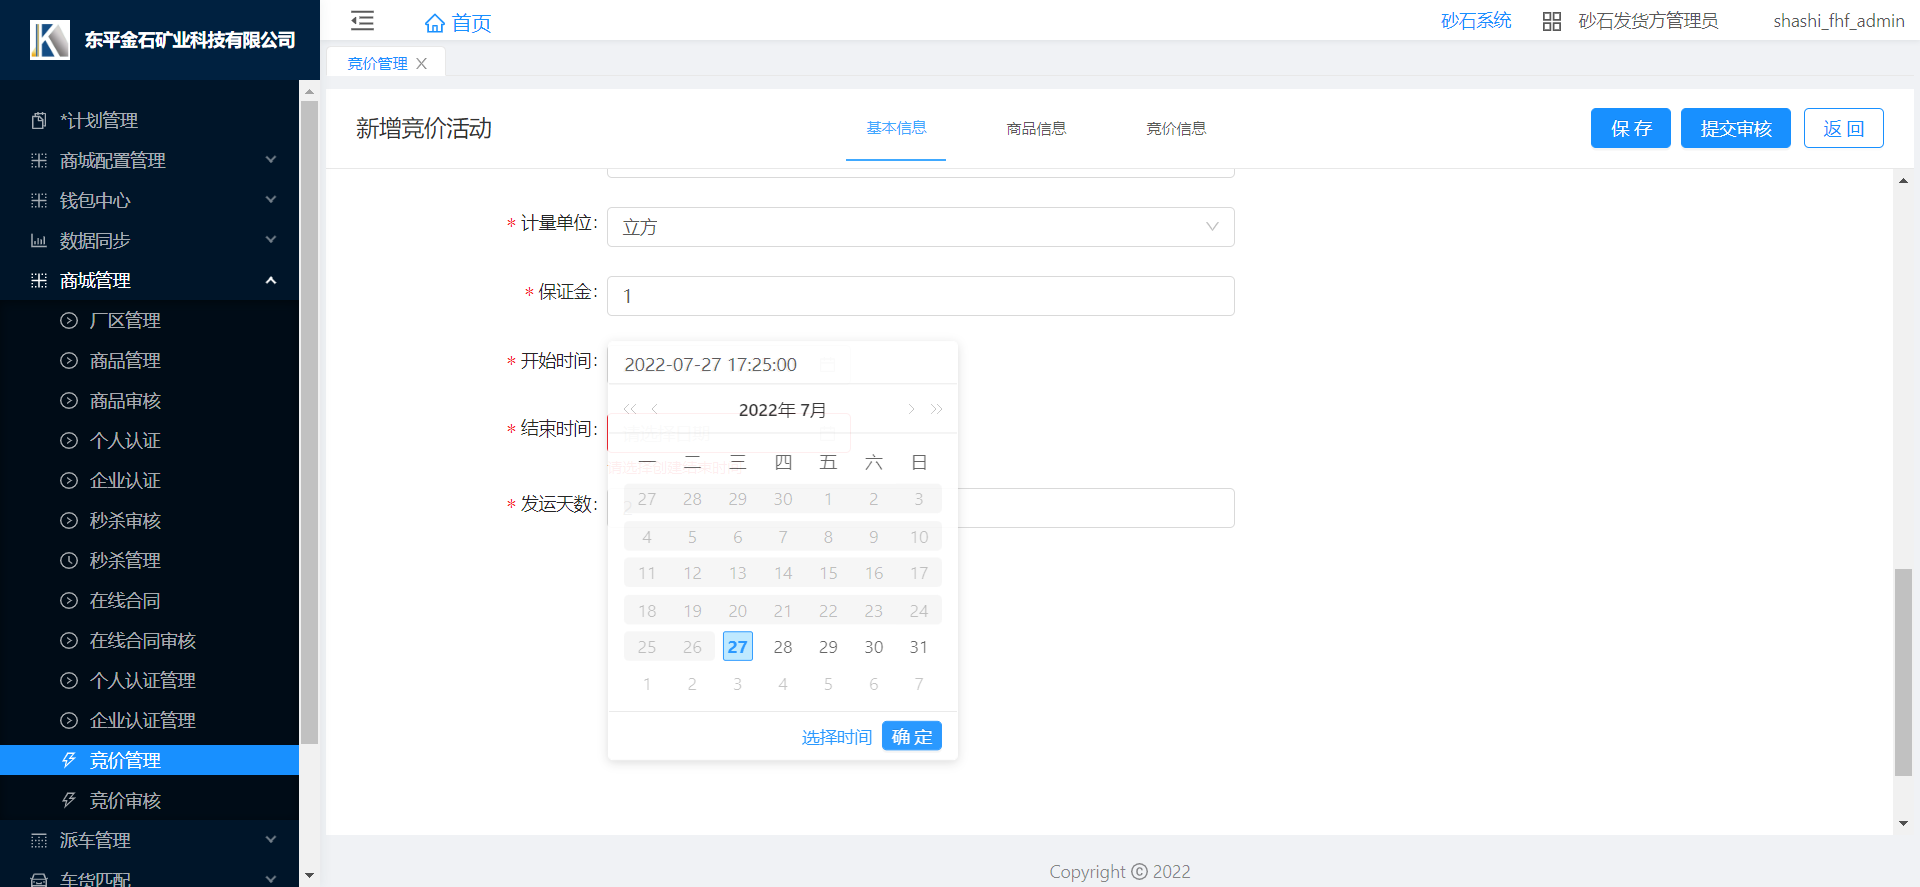 东平金石矿业科技有限公司
首页
砂石系统
砂石发货方管理员
shashi_fhf_admin
竞价管理
*计划管理
商城配置管理
钱包中心
数据同步
商城管理
厂区管理
商品管理
商品审核
个人认证
企业认证
秒杀审核
秒杀管理
在线合同
在线合同审核
个人认证管理
企业认证管理
竞价管理
竞价审核
派车管理
车货匹配
新增竞价活动
基本信息
商品信息
竞价信息
保 存
提交审核
返 回
* 计量单位:
立方
* 保证金:
1
* 开始时间:
2022-07-27 17:25:00
2022年 7月
* 结束时间:
一 二 三 四 五 六 日
* 发运天数:
27 28 29 30 1 2 3
4 5 6 7 8 9 10
11 12 13 14 15 16 17
18 19 20 21 22 23 24
25 26 27 28 29 30 31
1 2 3 4 5 6 7
选择时间
确 定
Copyright © 2022